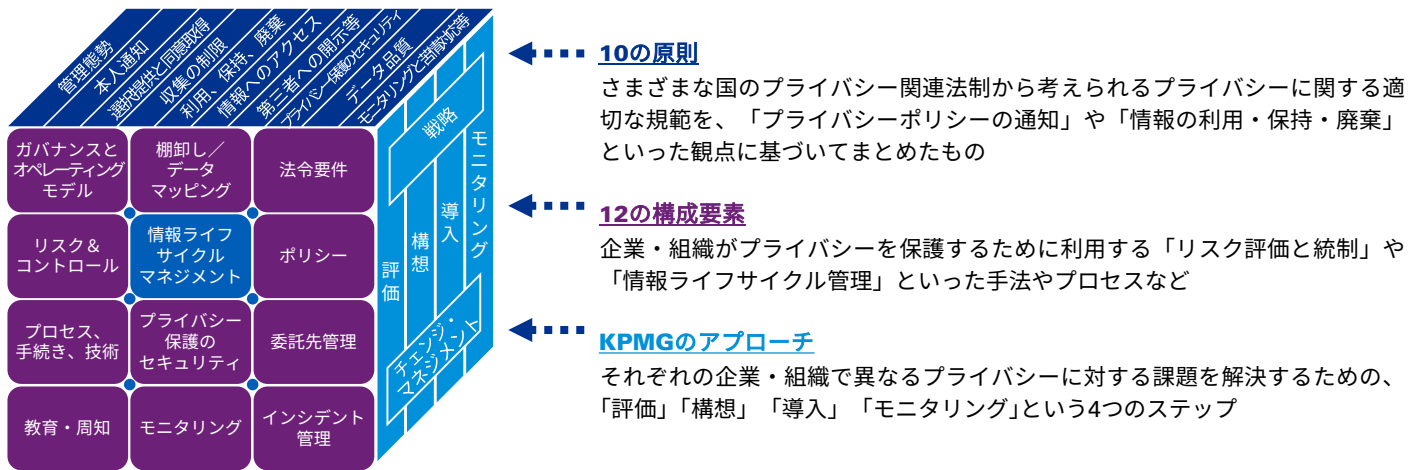 管理態勢
本人通知
選択提供と同意取得
収集の制限
利用、保持、廃棄
情報へのアクセス
第三者への開示等
プライバシー保護のセキュリティ
データ品質
モニタリングと苦情対応等
ガバナンスと
オペレーティング
モデル
棚卸し／
データ
マッピング
法令要件
リスク＆
コントロール
情報ライフ
サイクル
マネジメント
ポリシー
プロセス、
手続き、技術
プライバシー
保護の
セキュリティ
委託先管理
教育・周知
モニタリング
インシデント
管理
戦略
評価
構想
導入
モニタリング
チェンジ・
マネジメント
10の原則
さまざまな国のプライバシー関連法制から考えられるプライバシーに関する適
切な規範を、「プライバシーポリシーの通知」や「情報の利用・保持・廃棄」
といった観点に基づいてまとめたもの
12の構成要素
企業・組織がプライバシーを保護するために利用する「リスク評価と統制」や
「情報ライフサイクル管理」といった手法やプロセスなど
KPMGのアプローチ
それぞれの企業・組織で異なるプライバシーに対する課題を解決するための、
「評価」「構想」「導入」「モニタリング」という4つのステップ